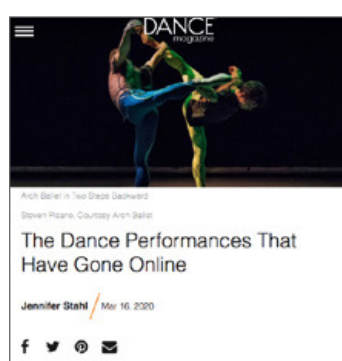 DANCE
magazine
Arch Ballet in Two Steps Backward
Steven Pisano, Courtesy Arch Ballet
The Dance Performances That
Have Gone Online
Jennifer Stahl / Mar 16, 2020